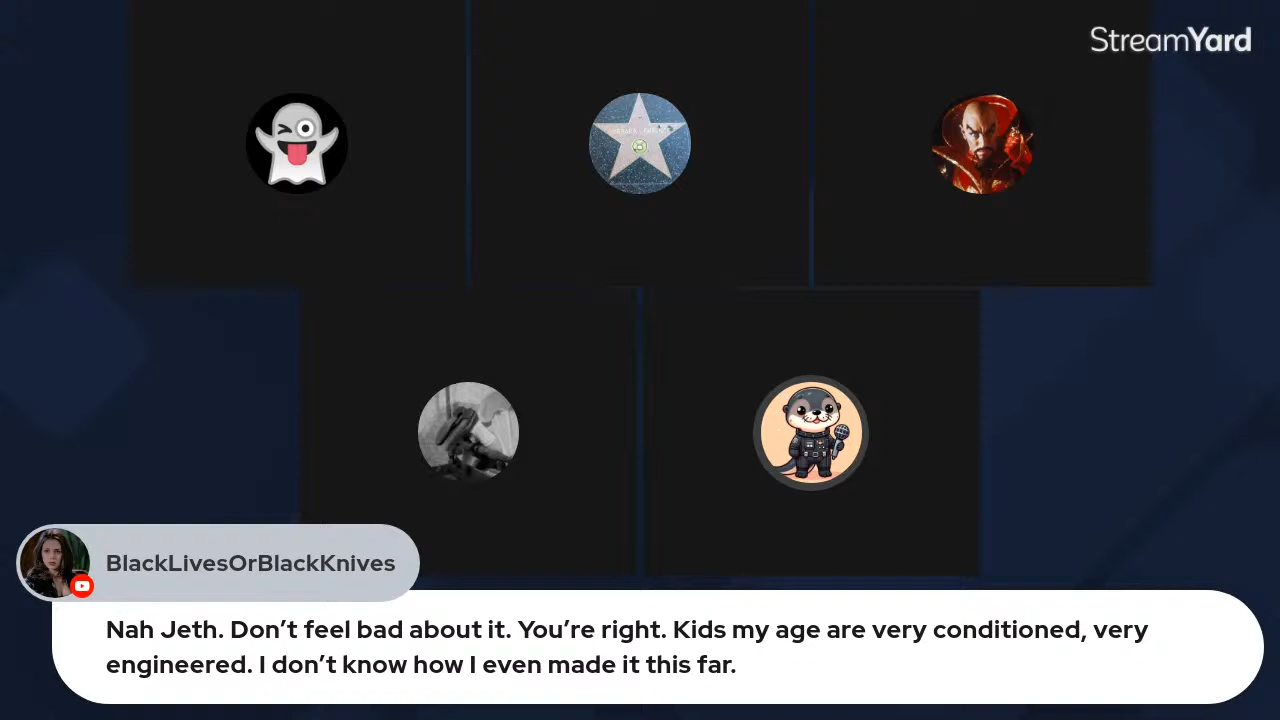 StreamYard
BlackLivesOrBlackKnives
Nah Jeth. Don’t feel bad about it. You’re right. Kids my age are very conditioned, very
engineered. I don’t know how I even made it this far.